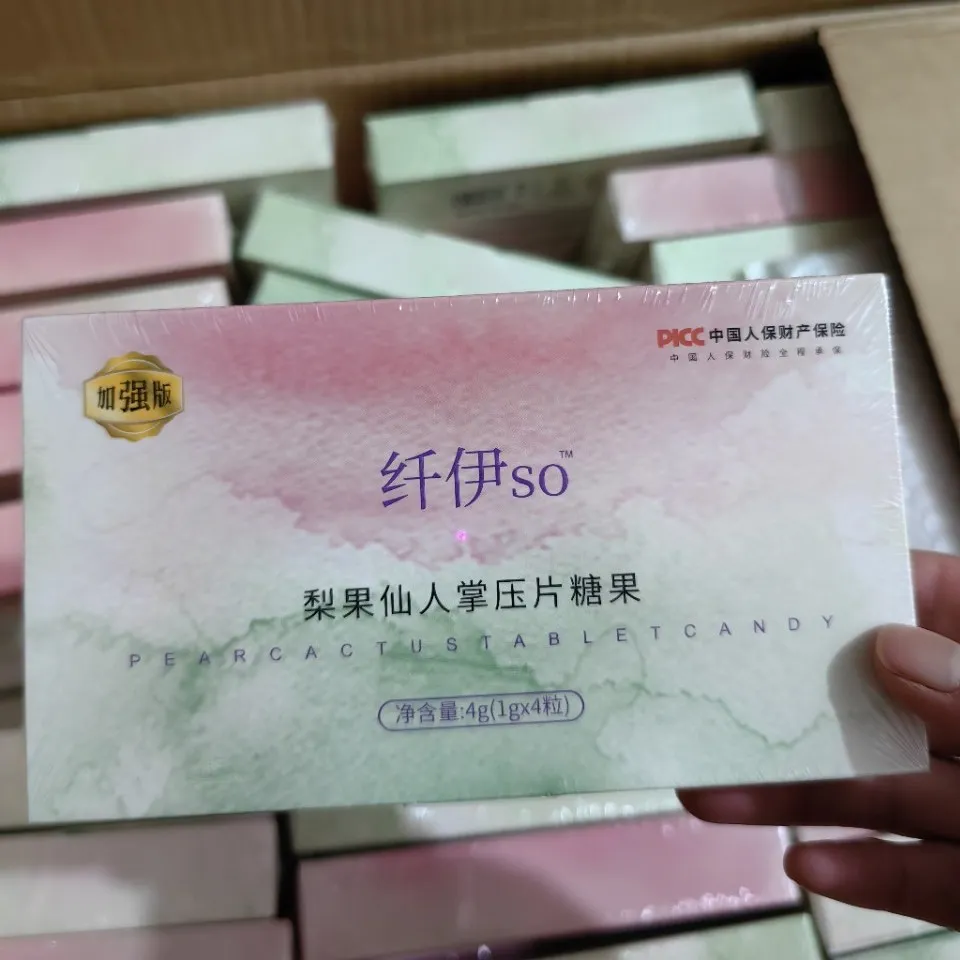 加强版
PICC 中国人保财产保险
中国人保财险全程承保
纤伊so™
梨果仙人掌压片糖果
PEARCACTUSTABLETCANDY
净含量:4g(1gx4粒)